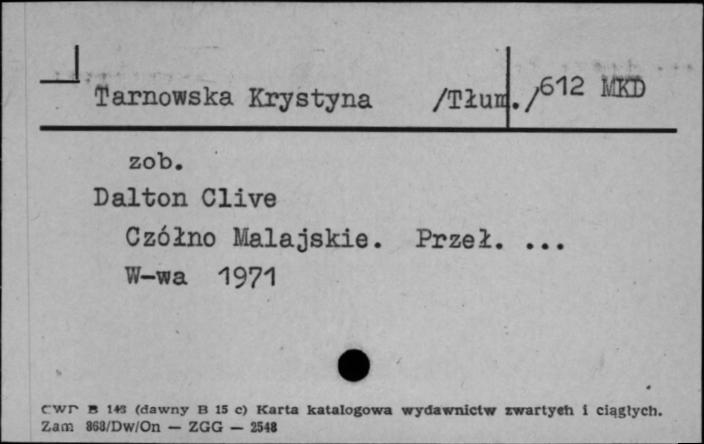 Tarnowska Krystyna /Tłum./612 MKD
zob.
Dalton Clive
Czółno Malajskie. Przeł. ...
W-wa 1971
CWP B 143 (dawny B 15 c) Karta katalogowa wydawnictw zwartych i ciągłych.
Zam 868/Dw/On — ZGG — 2548